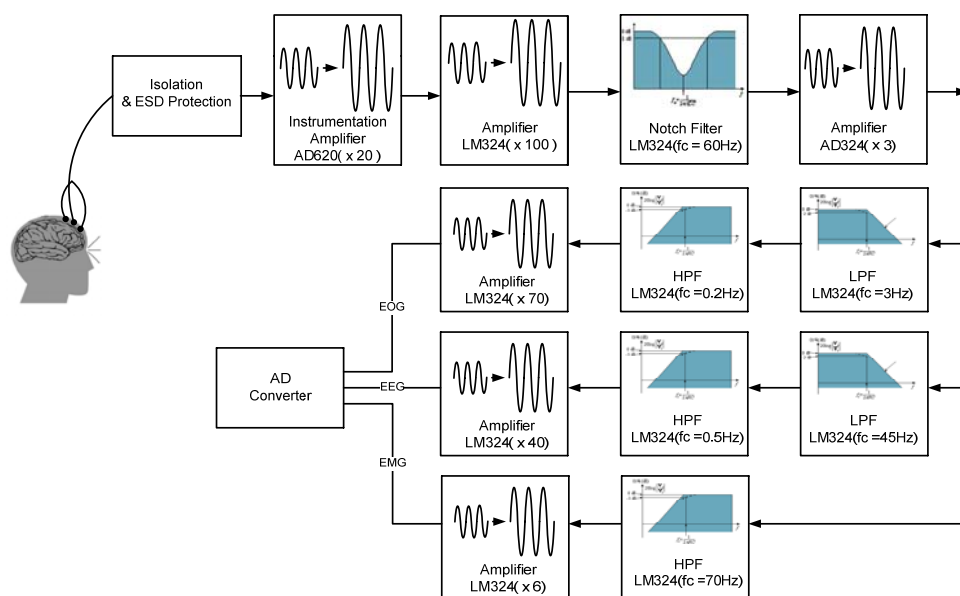 Isolation
& ESD Protection
Instrumentation
Amplifier
AD620( x 20 )
Amplifier
LM324( x 100 )
Notch Filter
LM324(fc = 60Hz)
Amplifier
AD324( x 3)
Amplifier
LM324( x 70)
HPF
LM324(fc =0.2Hz)
LPF
LM324(fc =3Hz)
EOG
AD
Converter
EEG
Amplifier
LM324( x 40)
HPF
LM324(fc =0.5Hz)
LPF
LM324(fc =45Hz)
EMG
Amplifier
LM324( x 6)
HPF
LM324(fc =70Hz)